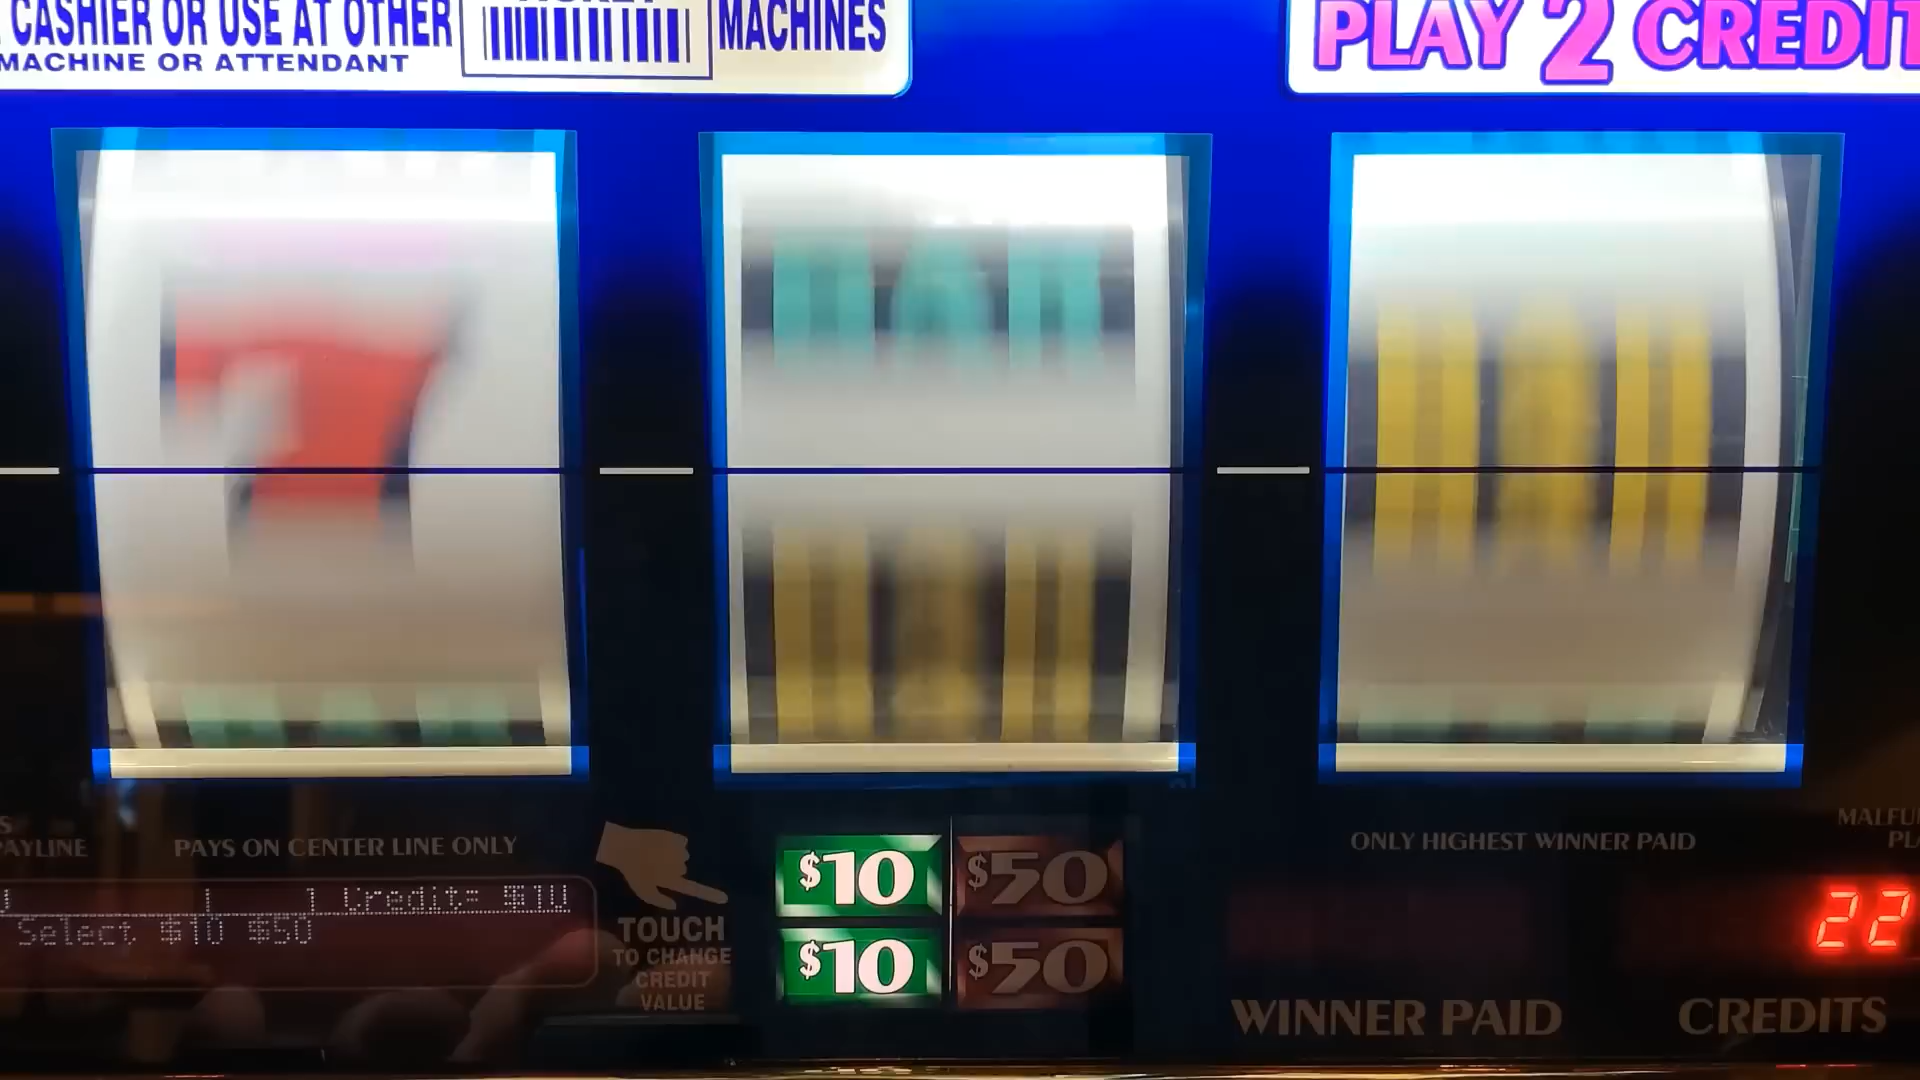 CASHIER OR USE AT OTHER
MACHINE OR ATTENDANT
MACHINES
PLAY 2 CREDIT
7
PAYLINE
PAYS ON CENTER LINE ONLY
Credit= $10
Select $10 $50
TOUCH
TO CHANGE
CREDIT
VALUE
$10 $50
$10 $50
ONLY HIGHEST WINNER PAID
WINNER PAID
22
CREDITS